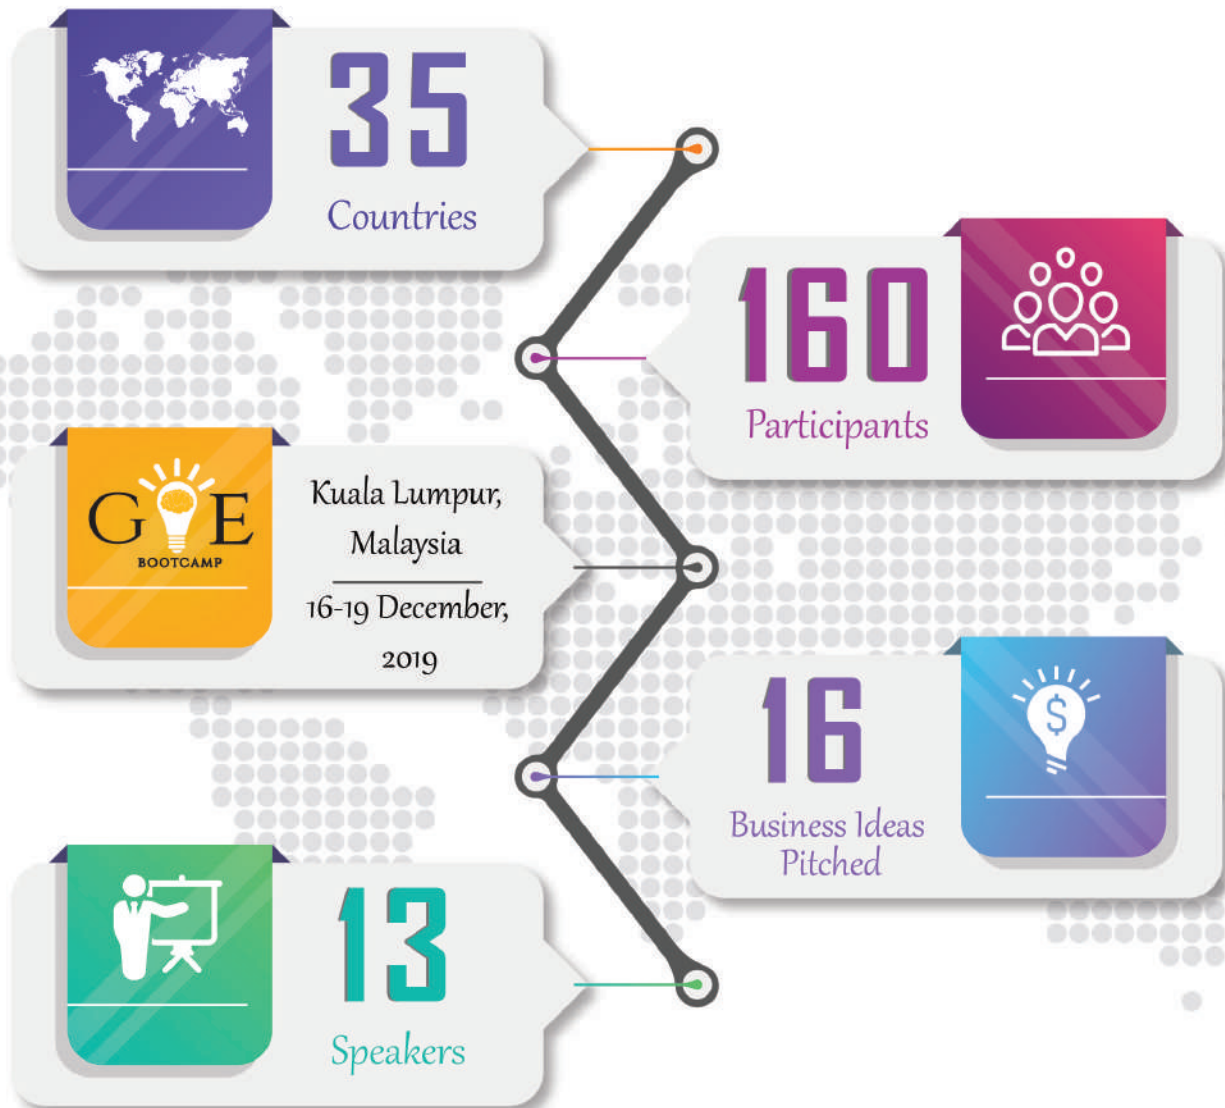 35
Countries
160
Participants
G E
BOOTCAMP
Kuala Lumpur,
Malaysia
16-19 December,
2019
16
Business Ideas
Pitched
$
13
Speakers